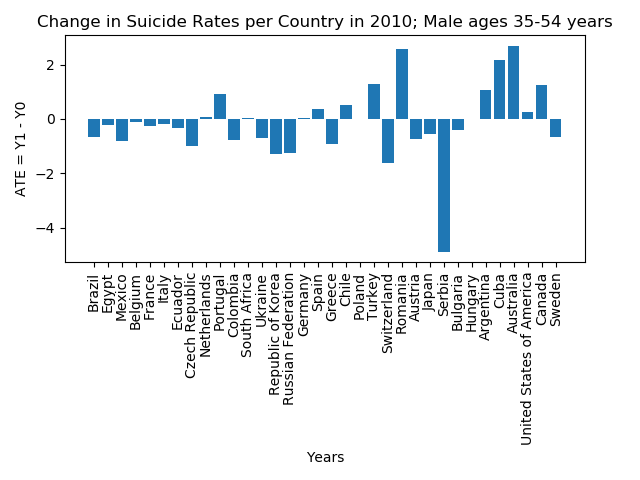 Change in Suicide Rates per Country in 2010; Male ages 35-54 years
ATE = Y1 - Y0
2
0
−2
−4
Brazil
Egypt
Mexico
Belgium
France
Italy
Ecuador
Czech Republic
Netherlands
Portugal
Colombia
South Africa
Ukraine
Republic of Korea
Russian Federation
Germany
Spain
Greece
Chile
Poland
Turkey
Switzerland
Romania
Austria
Japan
Serbia
Bulgaria
Hungary
Argentina
Cuba
Australia
United States of America
Canada
Sweden
Years